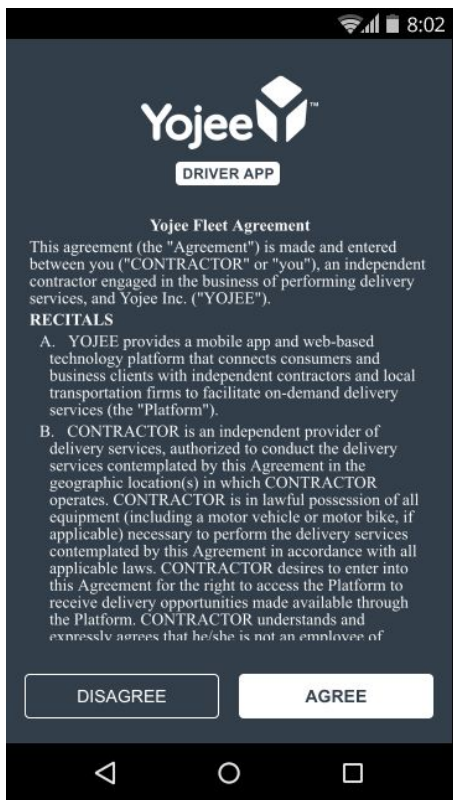 8:02
Yojee™
DRIVER APP
Yojee Fleet Agreement
This agreement (the "Agreement") is made and entered
between you ("CONTRACTOR" or "you"), an independent
contractor engaged in the business of performing delivery
services, and Yojee Inc. ("YOJEE").
RECITALS
A. YOJEE provides a mobile app and web-based
technology platform that connects consumers and
business clients with independent contractors and local
transportation firms to facilitate on-demand delivery
services (the "Platform").
B. CONTRACTOR is an independent provider of
delivery services, authorized to conduct the delivery
services contemplated by this Agreement in the
geographic location(s) in which CONTRACTOR
operates. CONTRACTOR is in lawful possession of all
equipment (including a motor vehicle or motor bike, if
applicable) necessary to perform the delivery services
contemplated by this Agreement in accordance with all
applicable laws. CONTRACTOR desires to enter into
this Agreement for the right to access the Platform to
receive delivery opportunities made available through
the Platform. CONTRACTOR understands and
expressly agrees that he/she is not an employee of
DISAGREE
AGREE